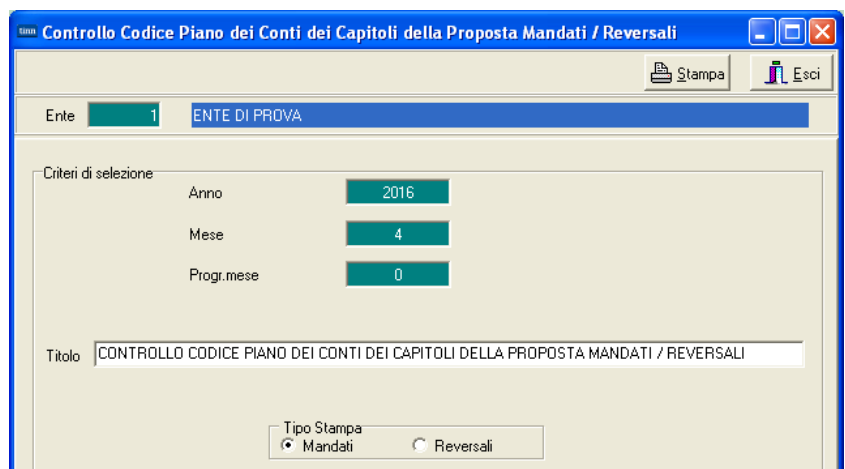 tinn Controllo Codice Piano dei Conti dei Capitoli della Proposta Mandati / Reversali
Stampa Esci
Ente 1 ENTE DI PROVA
Criteri di selezione
Anno 2016
Mese 4
Progr.mese 0
Titolo CONTROLLO CODICE PIANO DEI CONTI DEI CAPITOLI DELLA PROPOSTA MANDATI / REVERSALI
Tipo Stampa
Mandati Reversali